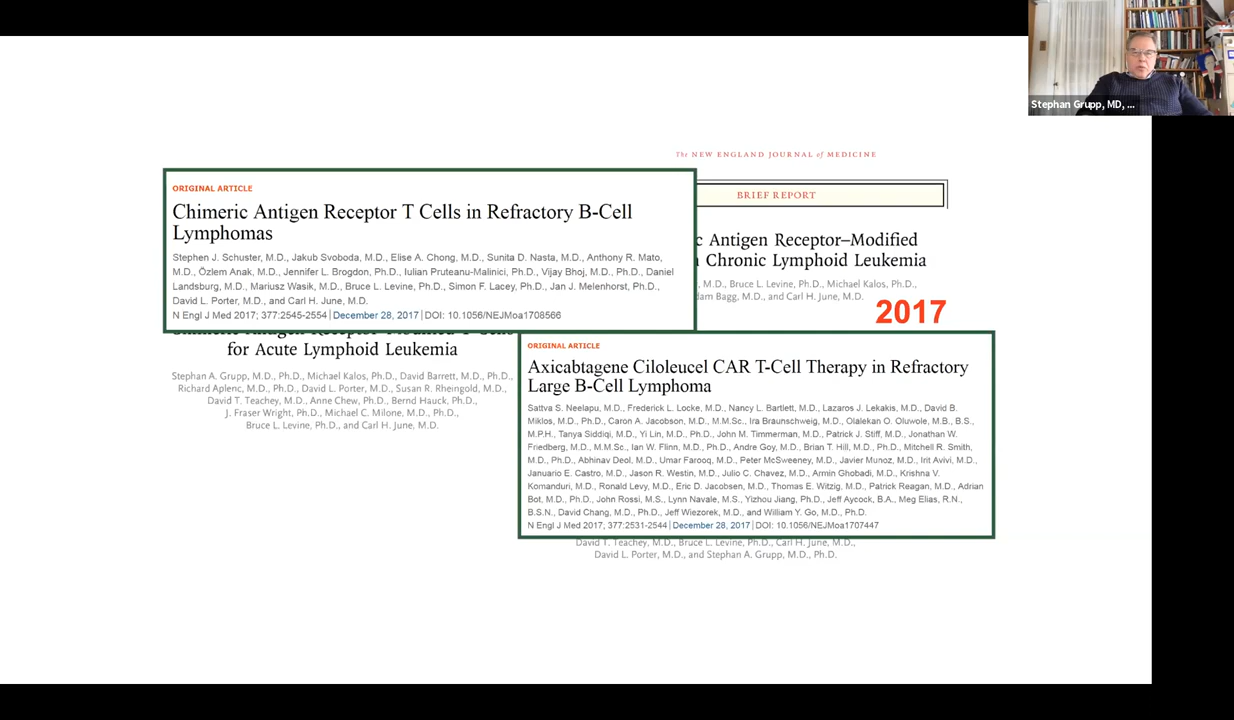 Stephan Grupp, MD, ...
The NEW ENGLAND JOURNAL of MEDICINE
BRIEF REPORT
c Antigen Receptor–Modified
Chronic Lymphoid Leukemia
, M.D., Bruce L. Levine, Ph.D., Michael Kalos, Ph.D.,
dam Bagg, M.D., and Carl H. June, M.D.
2017
ORIGINAL ARTICLE
Chimeric Antigen Receptor T Cells in Refractory B-Cell
Lymphomas
Stephen J. Schuster, M.D., Jakub Svoboda, M.D., Elise A. Chong, M.D., Sunita D. Nasta, M.D., Anthony R. Mato,
M.D., Özlem Anak, M.D., Jennifer L. Brogdon, Ph.D., Iulian Pruteanu-Malinici, Ph.D., Vijay Bhoj, M.D., Ph.D., Daniel
Landsburg, M.D., Mariusz Wasik, M.D., Bruce L. Levine, Ph.D., Simon F. Lacey, Ph.D., Jan J. Melenhorst, Ph.D.,
David L. Porter, M.D., and Carl H. June, M.D.
N Engl J Med 2017; 377:2545-2554 | December 28, 2017 | DOI: 10.1056/NEJMoa1708566
Chimeric Antigen Receptor–Modified T Cells
for Acute Lymphoid Leukemia
Stephan A. Grupp, M.D., Ph.D., Michael Kalos, Ph.D., David Barrett, M.D., Ph.D.,
Richard Aplenc, M.D., Ph.D., David L. Porter, M.D., Susan R. Rheingold, M.D.,
David T. Teachey, M.D., Anne Chew, Ph.D., Bernd Hauck, Ph.D.,
J. Fraser Wright, Ph.D., Michael C. Milone, M.D., Ph.D.,
Bruce L. Levine, Ph.D., and Carl H. June, M.D.
ORIGINAL ARTICLE
Axicabtagene Ciloleucel CAR T-Cell Therapy in Refractory
Large B-Cell Lymphoma
Sattva S. Neelapu, M.D., Frederick L. Locke, M.D., Nancy L. Bartlett, M.D., Lazaros J. Lekakis, M.D., David B.
Miklos, M.D., Ph.D., Caron A. Jacobson, M.D., M.M.Sc., Ira Braunschweig, M.D., Olalekan O. Oluwole, M.B., B.S.,
M.P.H., Tanya Siddiqi, M.D., Yi Lin, M.D., Ph.D., John M. Timmerman, M.D., Patrick J. Stiff, M.D., Jonathan W.
Friedberg, M.D., M.M.Sc., Ian W. Flinn, M.D., Ph.D., Andre Goy, M.D., Brian T. Hill, M.D., Ph.D., Mitchell R. Smith,
M.D., Ph.D., Abhinav Deol, M.D., Umar Farooq, M.D., Peter McSweeney, M.D., Javier Munoz, M.D., Irit Avivi, M.D.,
Januario E. Castro, M.D., Jason R. Westin, M.D., Julio C. Chavez, M.D., Armin Ghobadi, M.D., Krishna V.
Komanduri, M.D., Ronald Levy, M.D., Eric D. Jacobsen, M.D., Thomas E. Witzig, M.D., Patrick Reagan, M.D., Adrian
Bot, M.D., Ph.D., John Rossi, M.S., Lynn Navale, M.S., Yizhou Jiang, Ph.D., Jeff Aycock, B.A., Meg Elias, R.N.,
B.S.N., David Chang, M.D., Ph.D., Jeff Wiezorek, M.D., and William Y. Go, M.D., Ph.D.
N Engl J Med 2017; 377:2531-2544 | December 28, 2017 | DOI: 10.1056/NEJMoa1707447
David T. Teachey, M.D., Bruce L. Levine, Ph.D., Carl H. June, M.D.,
David L. Porter, M.D., and Stephan A. Grupp, M.D., Ph.D.